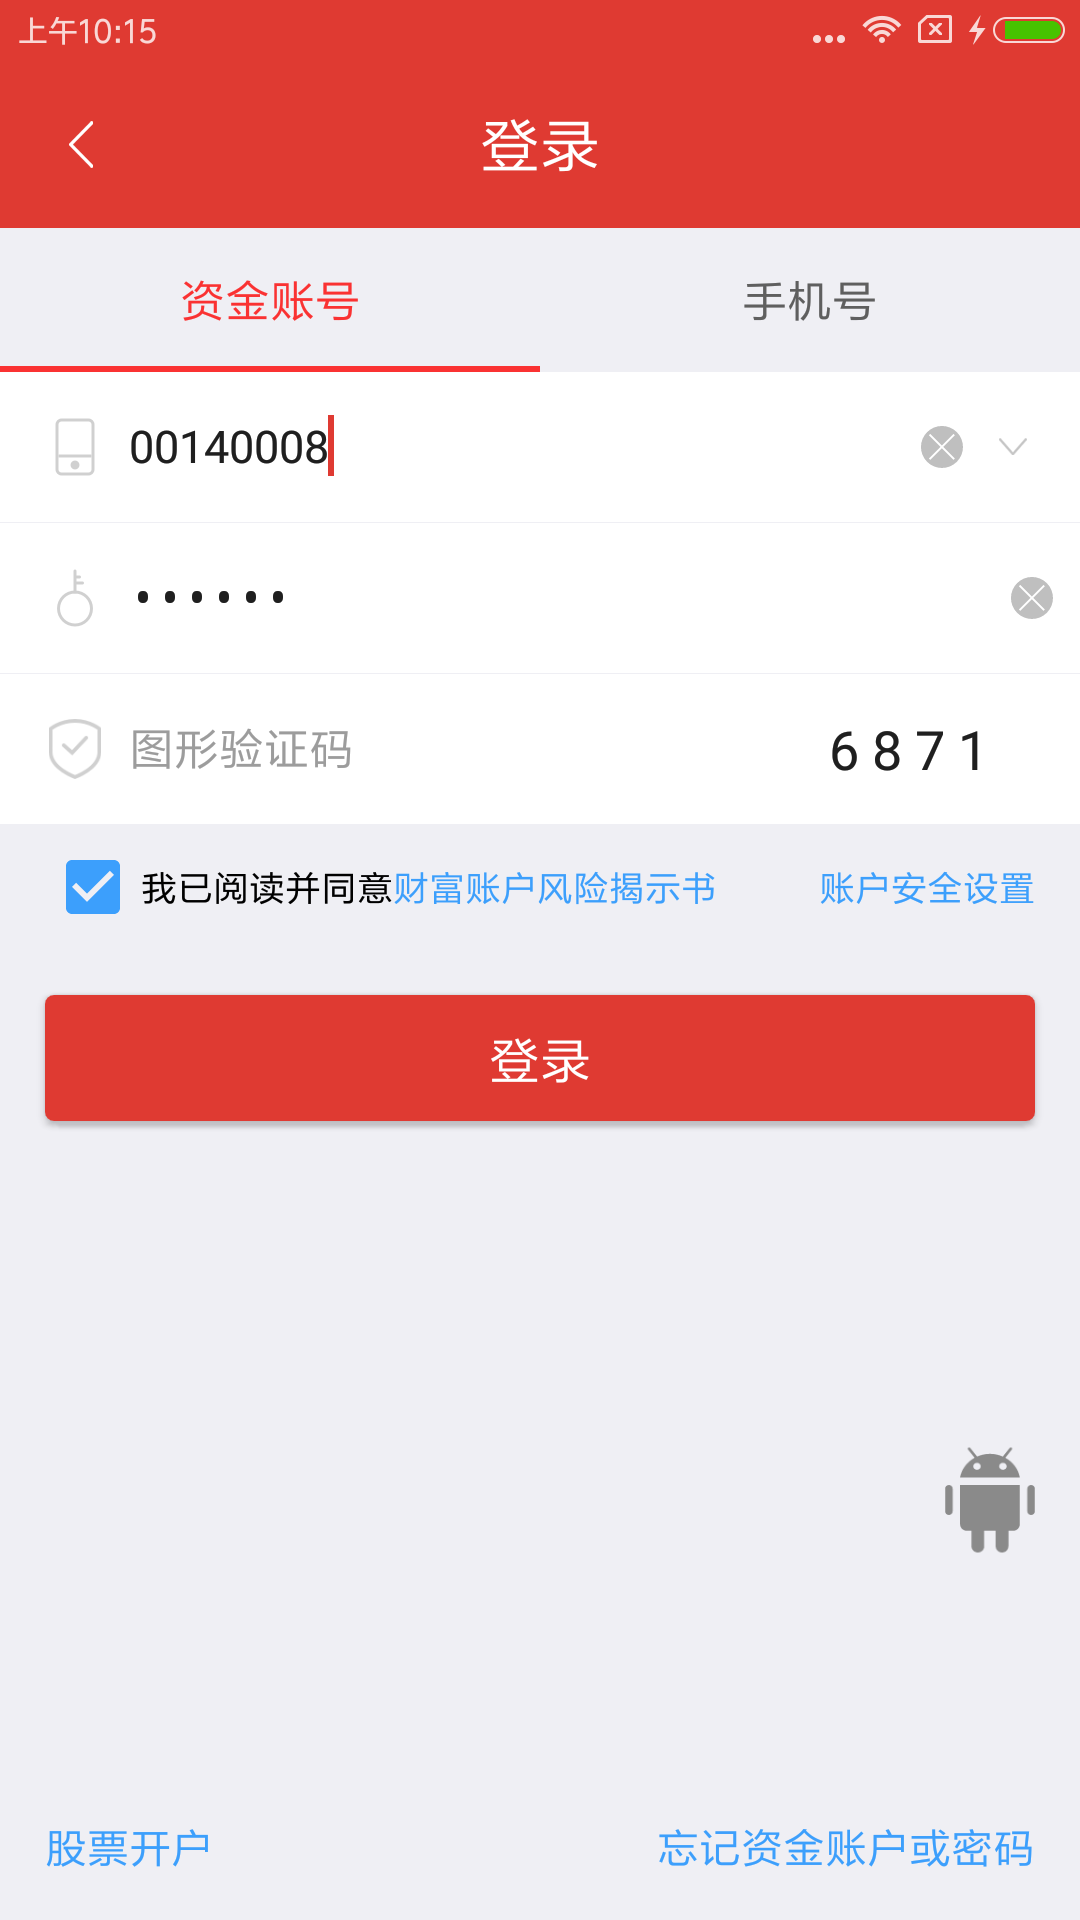 上午10:15
登录
资金账号 手机号
00140008
••••••
图形验证码 6871
我已阅读并同意财富账户风险揭示书 账户安全设置
登录
股票开户 忘记资金账户或密码